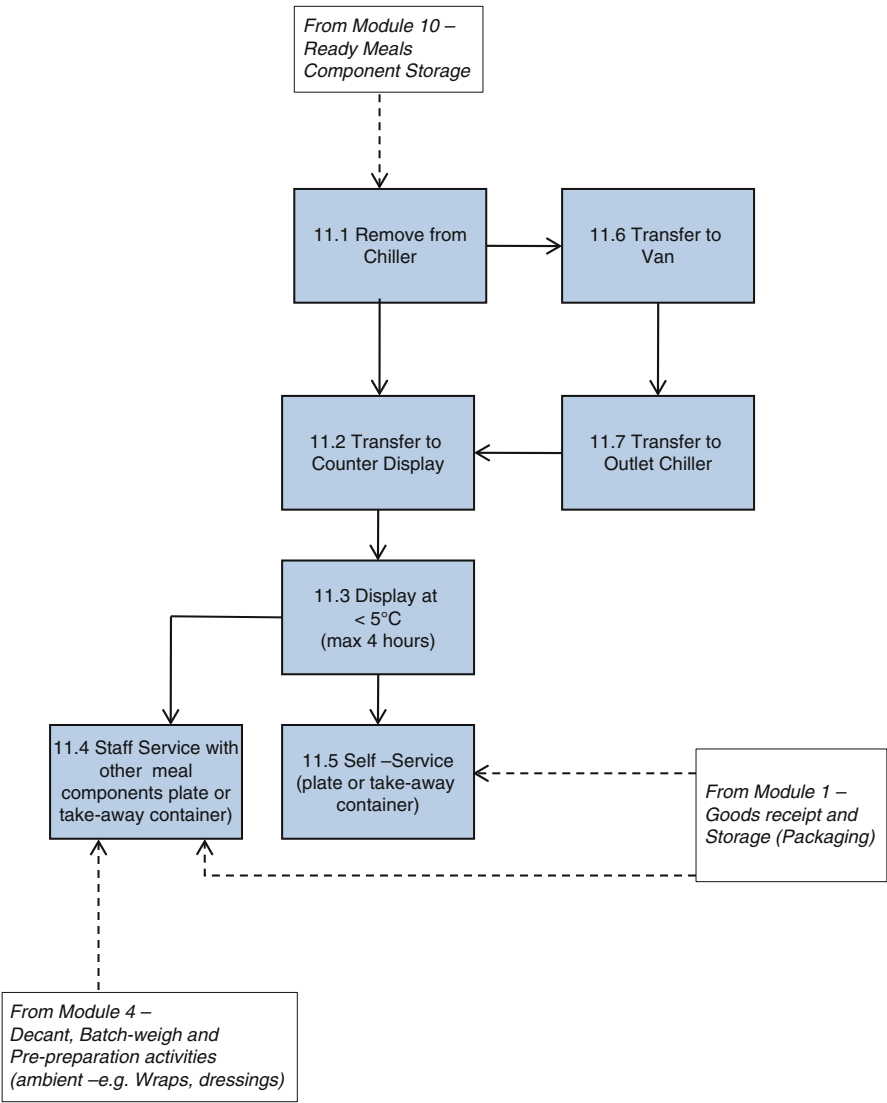 From Module 10 –
Ready Meals
Component Storage
11.1 Remove from
Chiller
11.6 Transfer to
Van
11.2 Transfer to
Counter Display
11.7 Transfer to
Outlet Chiller
11.3 Display at
< 5°C
(max 4 hours)
11.4 Staff Service with
other meal
components plate or
take-away container)
11.5 Self –Service
(plate or take-away
container)
From Module 1 –
Goods receipt and
Storage (Packaging)
From Module 4 –
Decant, Batch-weigh and
Pre-preparation activities
(ambient –e.g. Wraps, dressings)